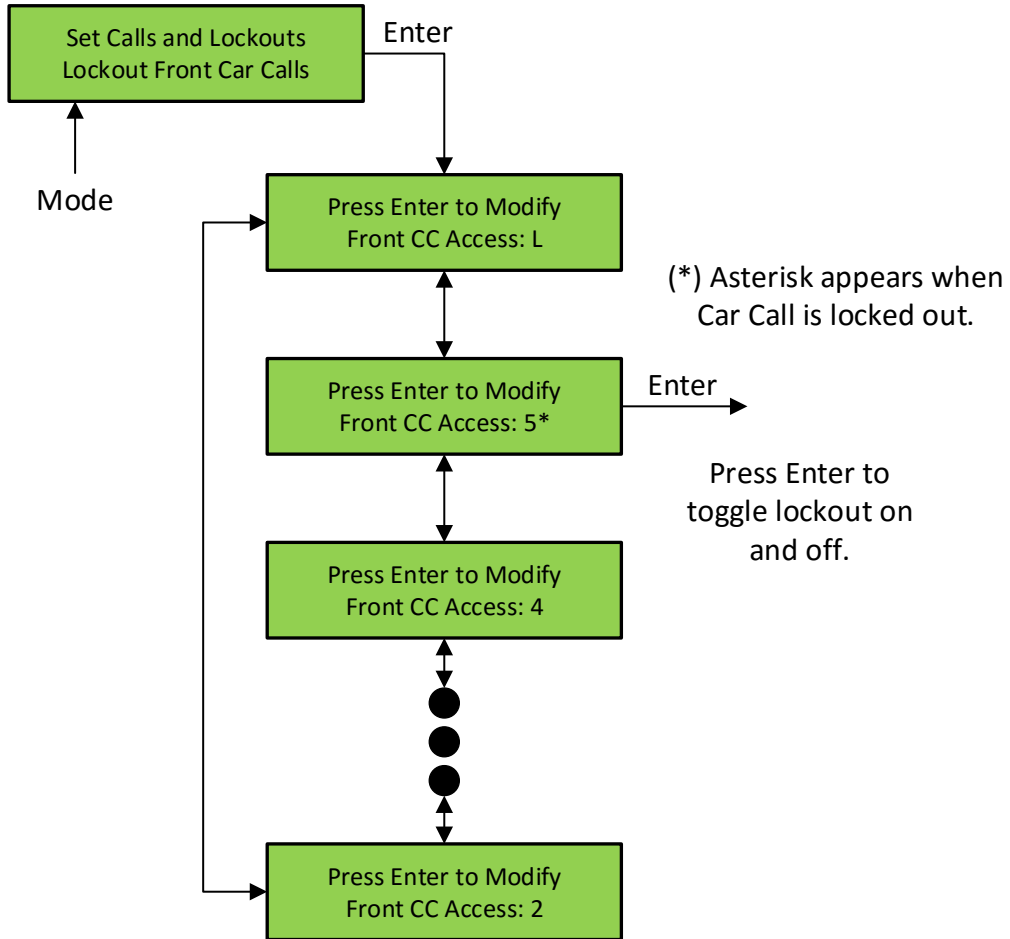 Set Calls and Lockouts
Lockout Front Car Calls
Enter
Mode
Press Enter to Modify
Front CC Access: L
(*) Asterisk appears when
Car Call is locked out.
Press Enter to Modify
Front CC Access: 5*
Enter
Press Enter to
toggle lockout on
and off.
Press Enter to Modify
Front CC Access: 4
Press Enter to Modify
Front CC Access: 2